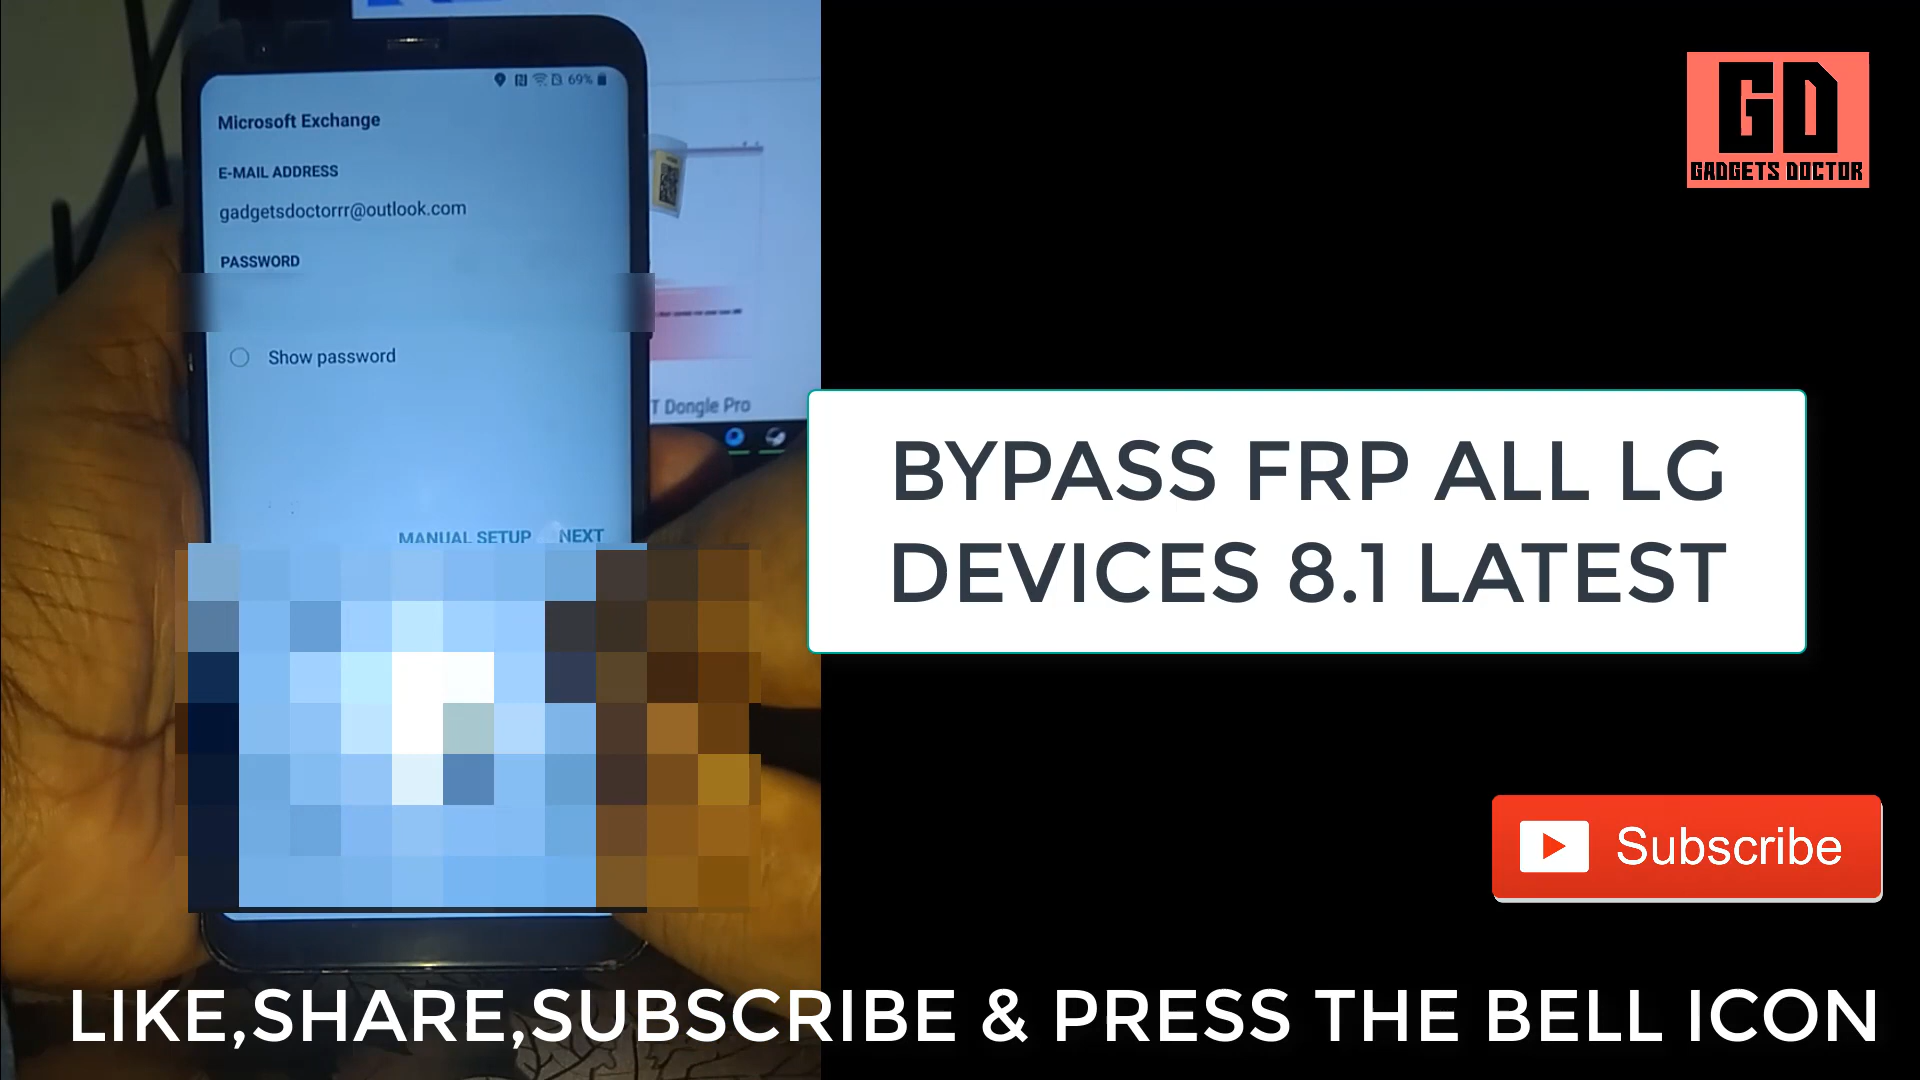 69%
Microsoft Exchange
E-MAIL ADDRESS
gadgetsdoctorrr@outlook.com
PASSWORD
Show password
MANUAL SETUP NEXT
T Dongle Pro
GD
GADGETS DOCTOR
BYPASS FRP ALL LG
DEVICES 8.1 LATEST
Subscribe
LIKE,SHARE,SUBSCRIBE & PRESS THE BELL ICON